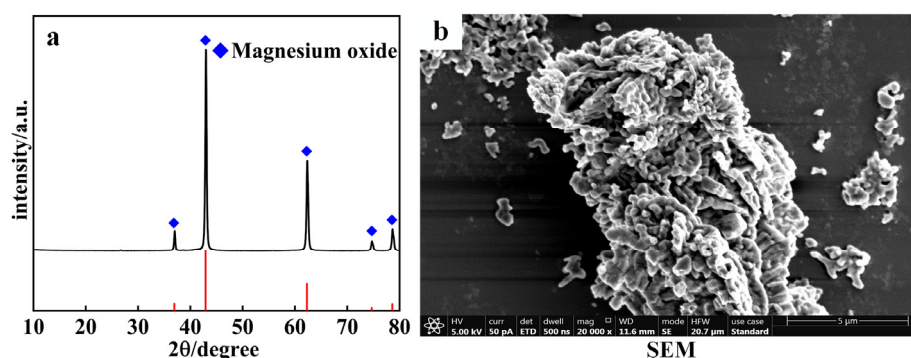 a
Magnesium oxide
intensity/a.u.
10 20 30 40 50 60 70 80
2θ/degree
b
HV curr det dwell mag WD mode HFW use case
5.00 kV 50 pA ETD 500 ns 20 000 x 11.6 mm SE 20.7 µm Standard
5 µm
SEM